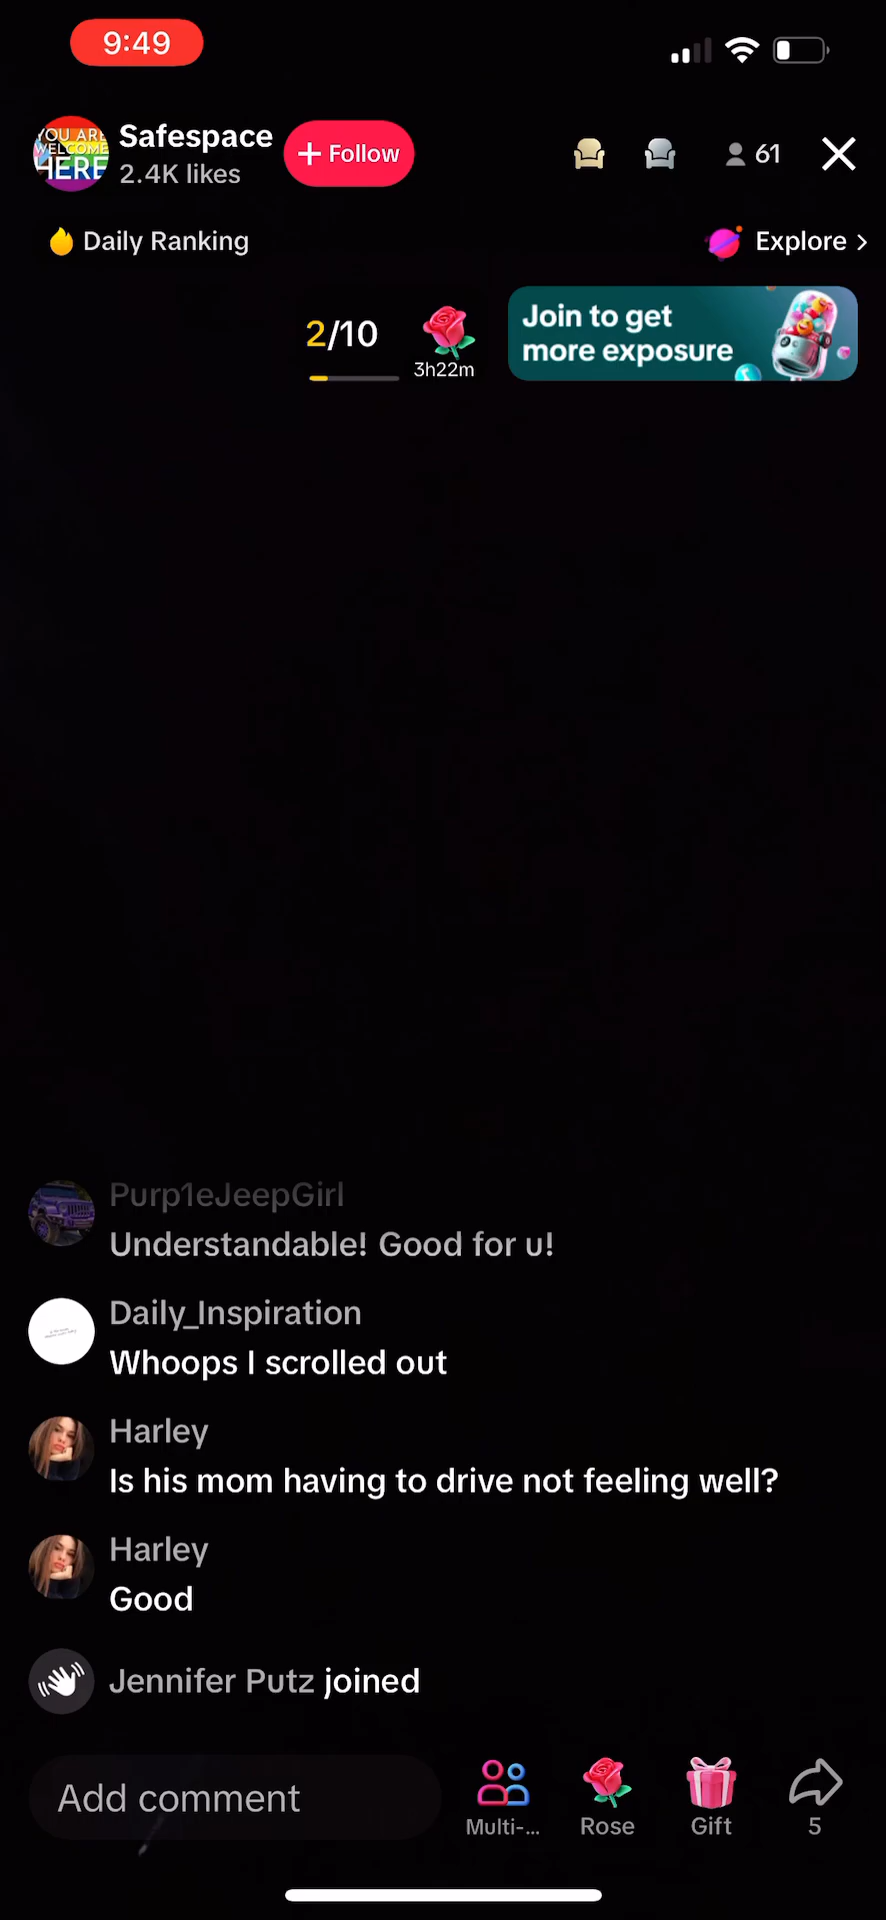 9:49
YOU ARE
WELCOME
HERE
Safespace
2.4K likes
+ Follow
61
Daily Ranking
Explore >
2/10
3h22m
Join to get
more exposure
Purp1eJeepGirl
Understandable! Good for u!
Daily_Inspiration
Whoops I scrolled out
Harley
Is his mom having to drive not feeling well?
Harley
Good
Jennifer Putz joined
Add comment
Multi-...
Rose
Gift
5